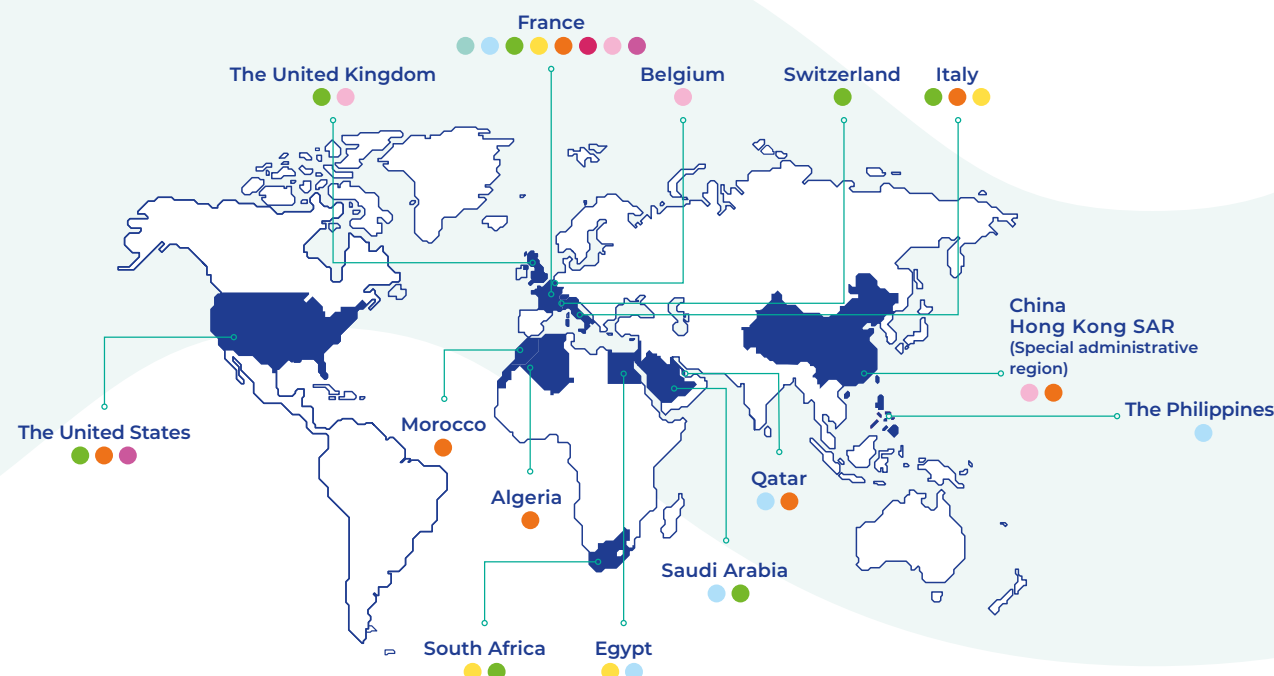 France
The United Kingdom
Belgium
Switzerland
Italy
China
Hong Kong SAR
(Special administrative
region)
The Philippines
Morocco
The United States
Qatar
Algeria
Saudi Arabia
South Africa
Egypt